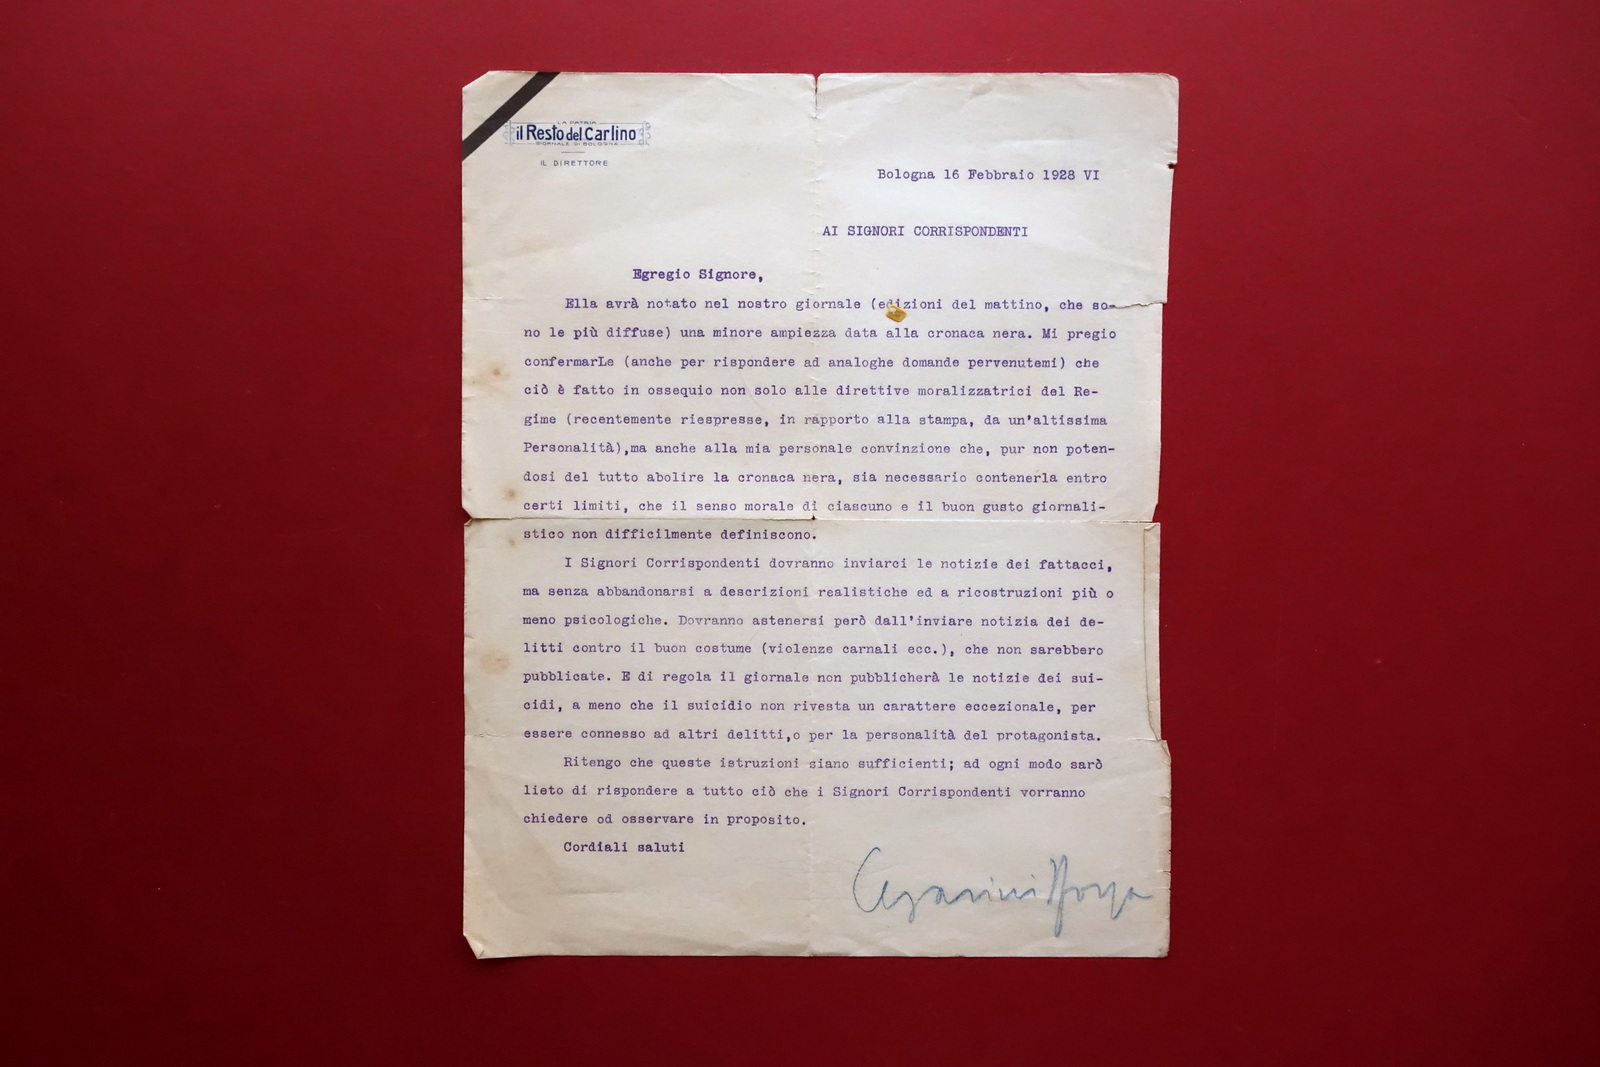 LA PATRIA
il Resto del Carlino
GIORNALE DI BOLOGNA
IL DIRETTORE
Bologna 16 Febbraio 1928 VI
AI SIGNORI CORRISPONDENTI
Egregio Signore,
Ella avrà notato nel nostro giornale (edizioni del mattino, che so-
no le più diffuse) una minore ampiezza data alla cronaca nera. Mi pregio
confermarLe (anche per rispondere ad analoghe domande pervenutemi) che
ciò è fatto in ossequio non solo alle direttive moralizzatrici del Re-
gime (recentemente riespresse, in rapporto alla stampa, da un'altissima
Personalità),ma anche alla mia personale convinzione che, pur non poten-
dosi del tutto abolire la cronaca nera, sia necessario contenerla entro
certi limiti, che il senso morale di ciascuno e il buon gusto giornali-
stico non difficilmente definiscono.
I Signori Corrispondenti dovranno inviarci le notizie dei fattacci,
ma senza abbandonarsi a descrizioni realistiche ed a ricostruzioni più o
meno psicologiche. Dovranno astenersi però dall'inviare notizia dei de-
litti contro il buon costume (violenze carnali ecc.), che non sarebbero
pubblicate. E di regola il giornale non pubblicherà le notizie dei sui-
cidi, a meno che il suicidio non rivesta un carattere eccezionale, per
essere connesso ad altri delitti,o per la personalità del protagonista.
Ritengo che queste istruzioni siano sufficienti; ad ogni modo sarò
lieto di rispondere a tutto ciò che i Signori Corrispondenti vorranno
chiedere od osservare in proposito.
Cordiali saluti
Cesarini Sforza